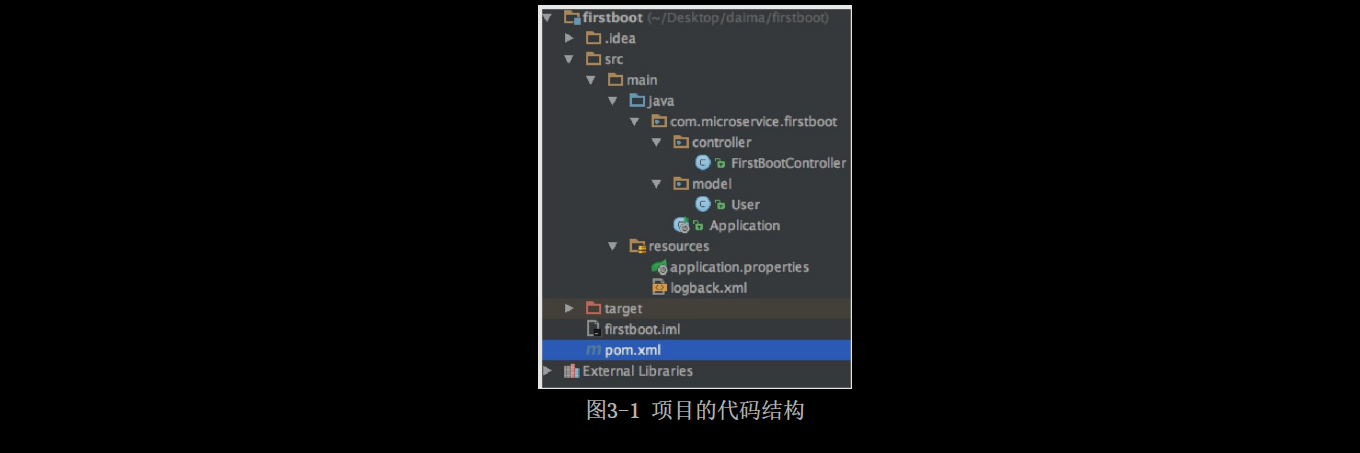 firstboot (~/Desktop/daima/firstboot)
.idea
src
main
java
com.microservice.firstboot
controller
FirstBootController
model
User
Application
resources
application.properties
logback.xml
target
firstboot.iml
pom.xml
External Libraries
图3-1 项目的代码结构